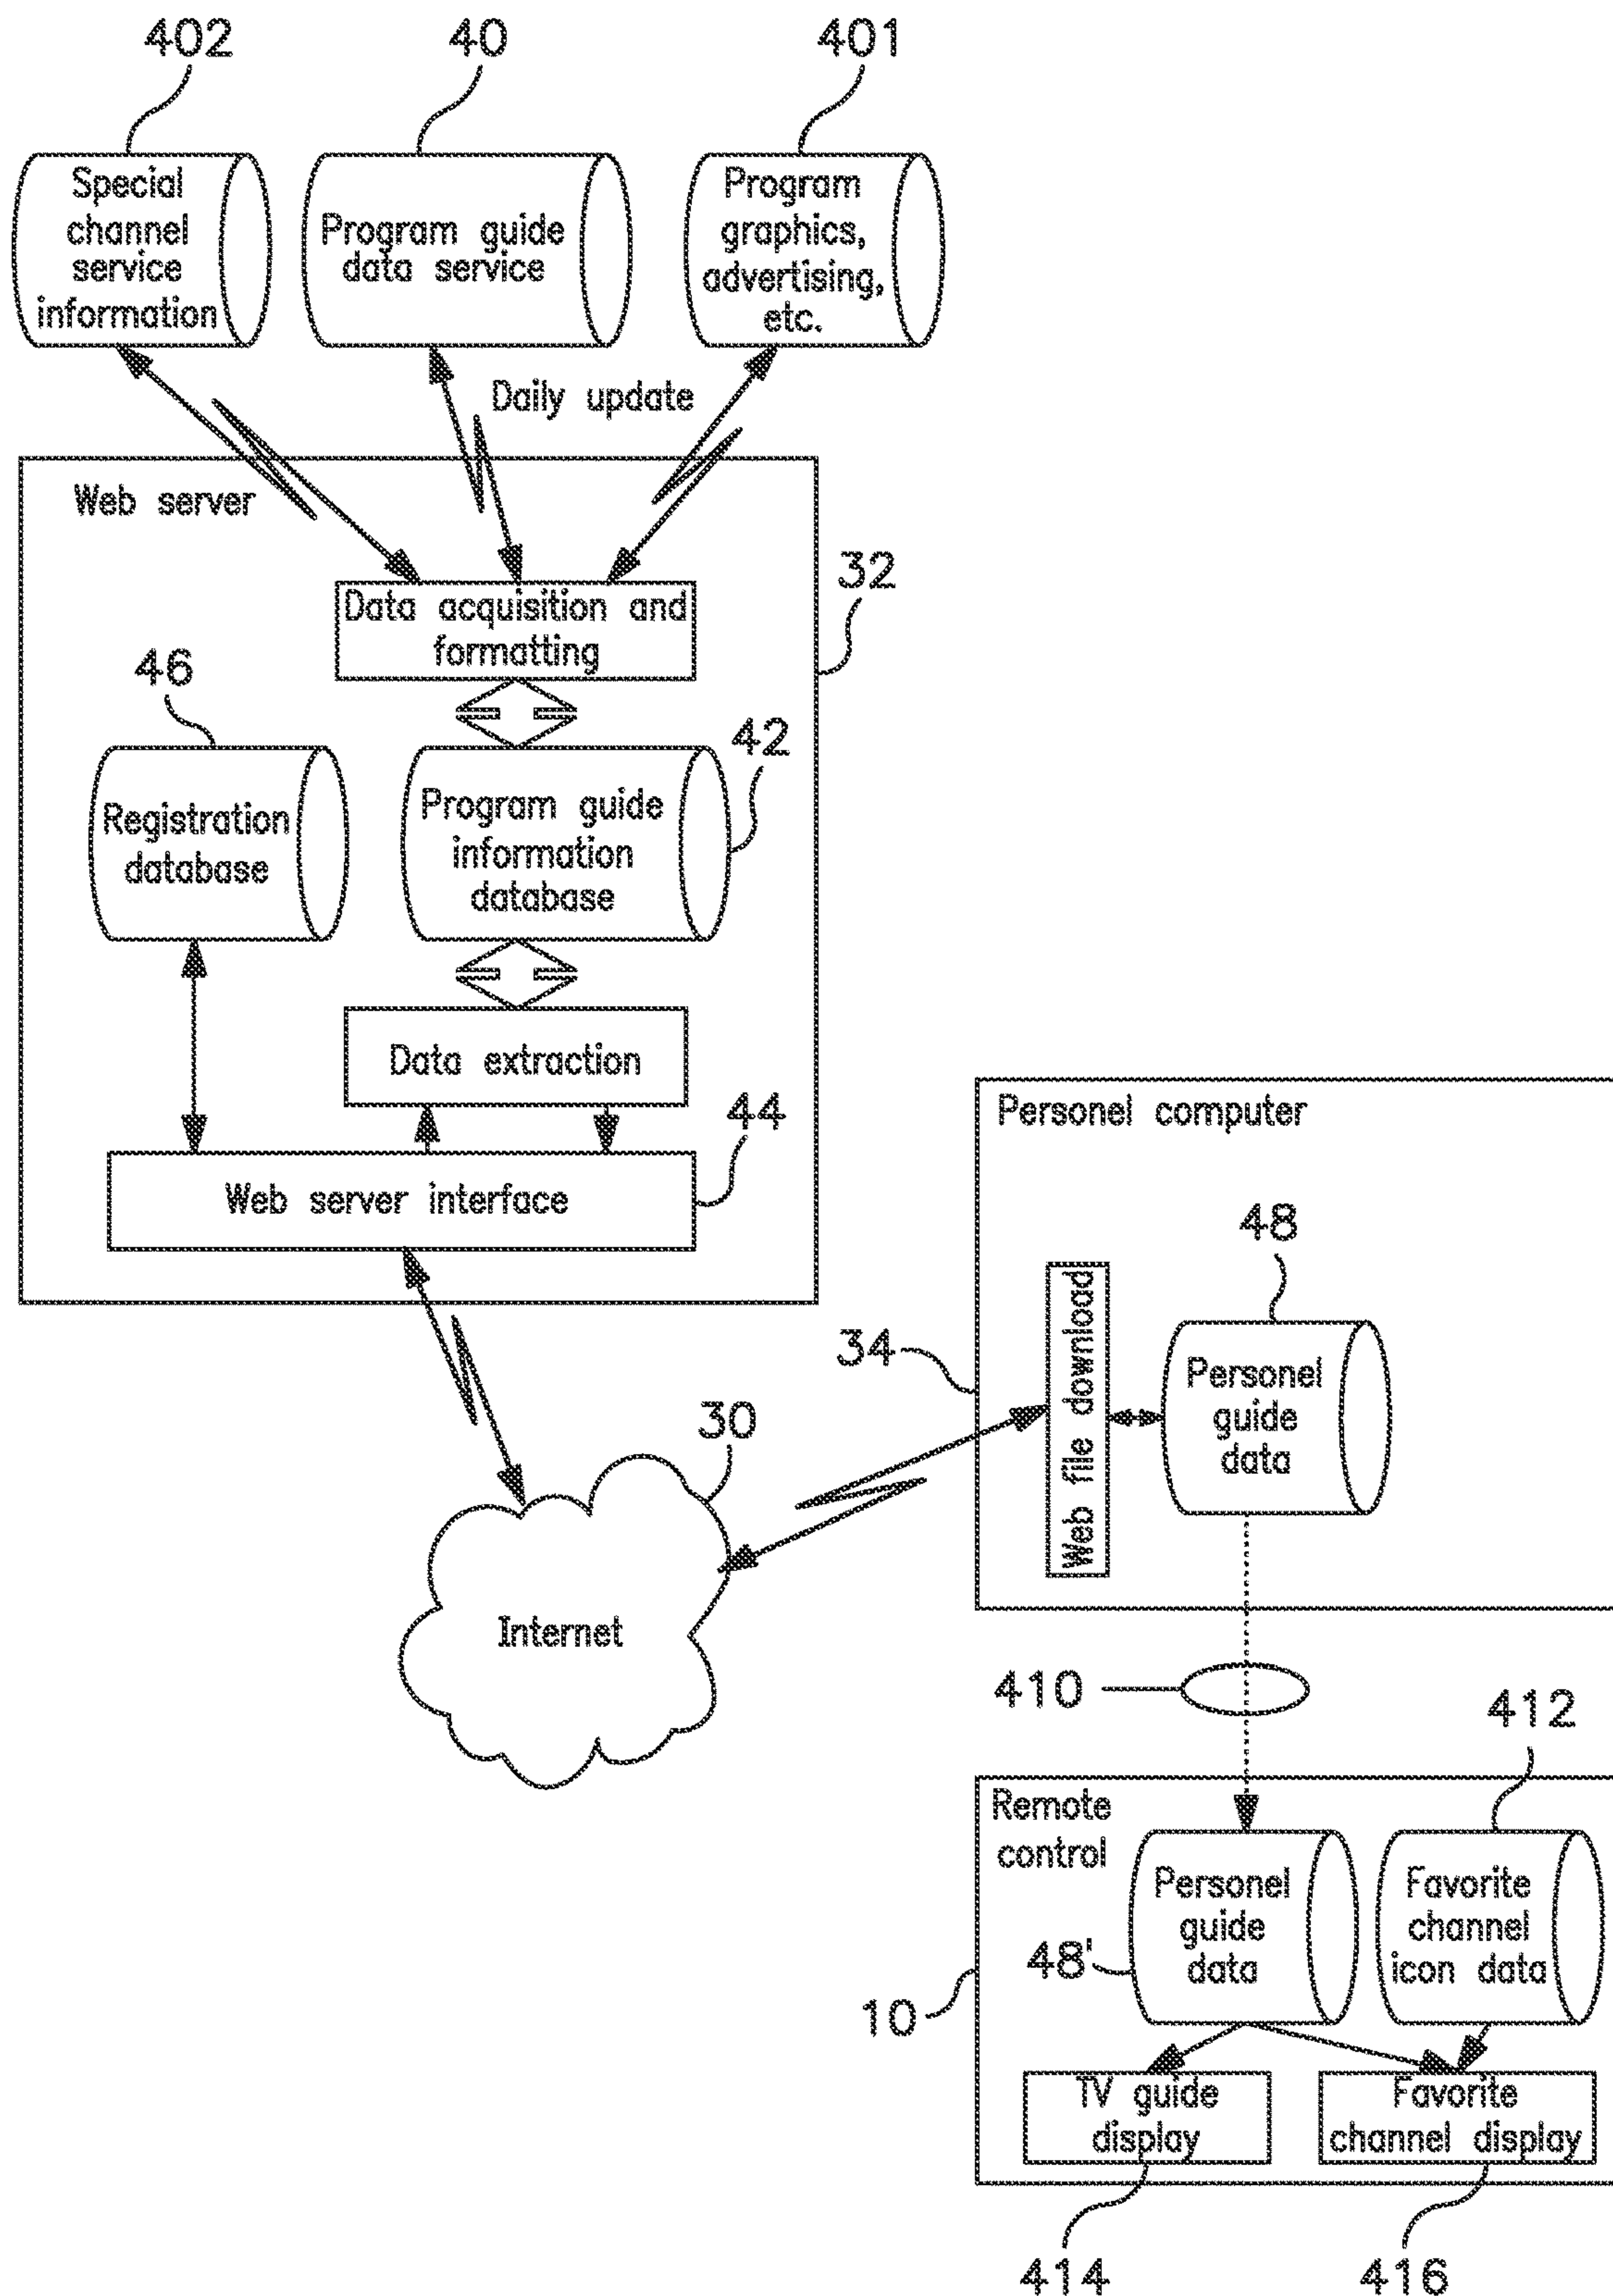 402
40
401
Special
channel
service
information
Program guide
data service
Program
graphics,
advertising,
etc.
Daily update
Web server
32
Data acquisition and
formatting
46
42
Registration
database
Program guide
information
database
Data extraction
44
Web server interface
Personel computer
48
34
Web file download
Personel
guide
data
30
Internet
410
412
Remote
control
Personel
guide
data
Favorite
channel
icon data
48'
10
TV guide
display
Favorite
channel display
414
416